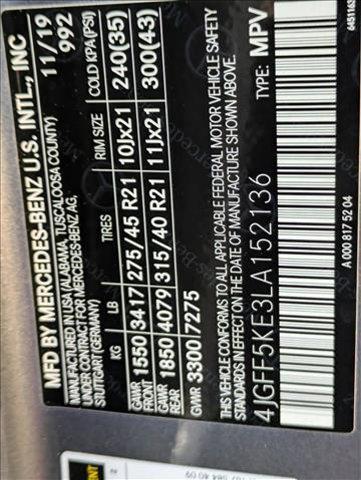 MFD BY MERCEDES-BENZ U.S. INTL., INC
MANUFACTURED IN USA (ALABAMA, TUSCALOOSA COUNTY)
UNDER CONTRACT FOR MERCEDES-BENZ AG,
STUTTGART (GERMANY)
11/19
992
KG LB TIRES RIM SIZE COLD KPA(PSI)
GAWR FRONT 1550 3417 275/45 R21 10Jx21 240(35)
GAWR REAR 1850 4079 315/40 R21 11Jx21 300(43)
GVWR 3300 7275
THIS VEHICLE CONFORMS TO ALL APPLICABLE FEDERAL MOTOR VEHICLE SAFETY
STANDARDS IN EFFECT ON THE DATE OF MANUFACTURE SHOWN ABOVE.
4JGFF5KE3LA152136
TYPE: MPV
A 000 817 52 04